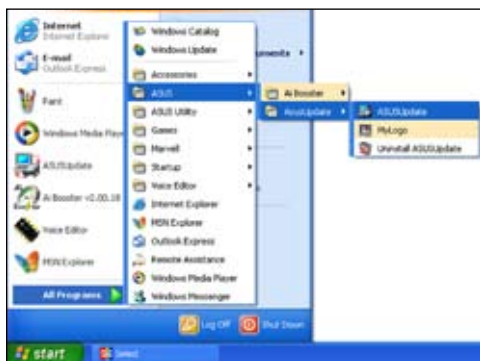 Internet
Internet Explorer
E-mail
Outlook Express
Paint
Windows Media Play
ASUSUpdate
Ai Booster v2.00.18
Voice Editor
MSN Explorer
All Programs
Windows Catalog
Windows Update
Accessories
ASUS
ASUS Utility
Games
Marvell
Startup
Voice Editor
Internet Explorer
MSN Explorer
Outlook Express
Remote Assistance
Windows Media Player
Windows Messenger
ocuments
Ai Booster
AsusUpdate
ASUSUpdate
MyLogo
Uninstall ASUSUpdate
Log Off
Shut Down
start
Select